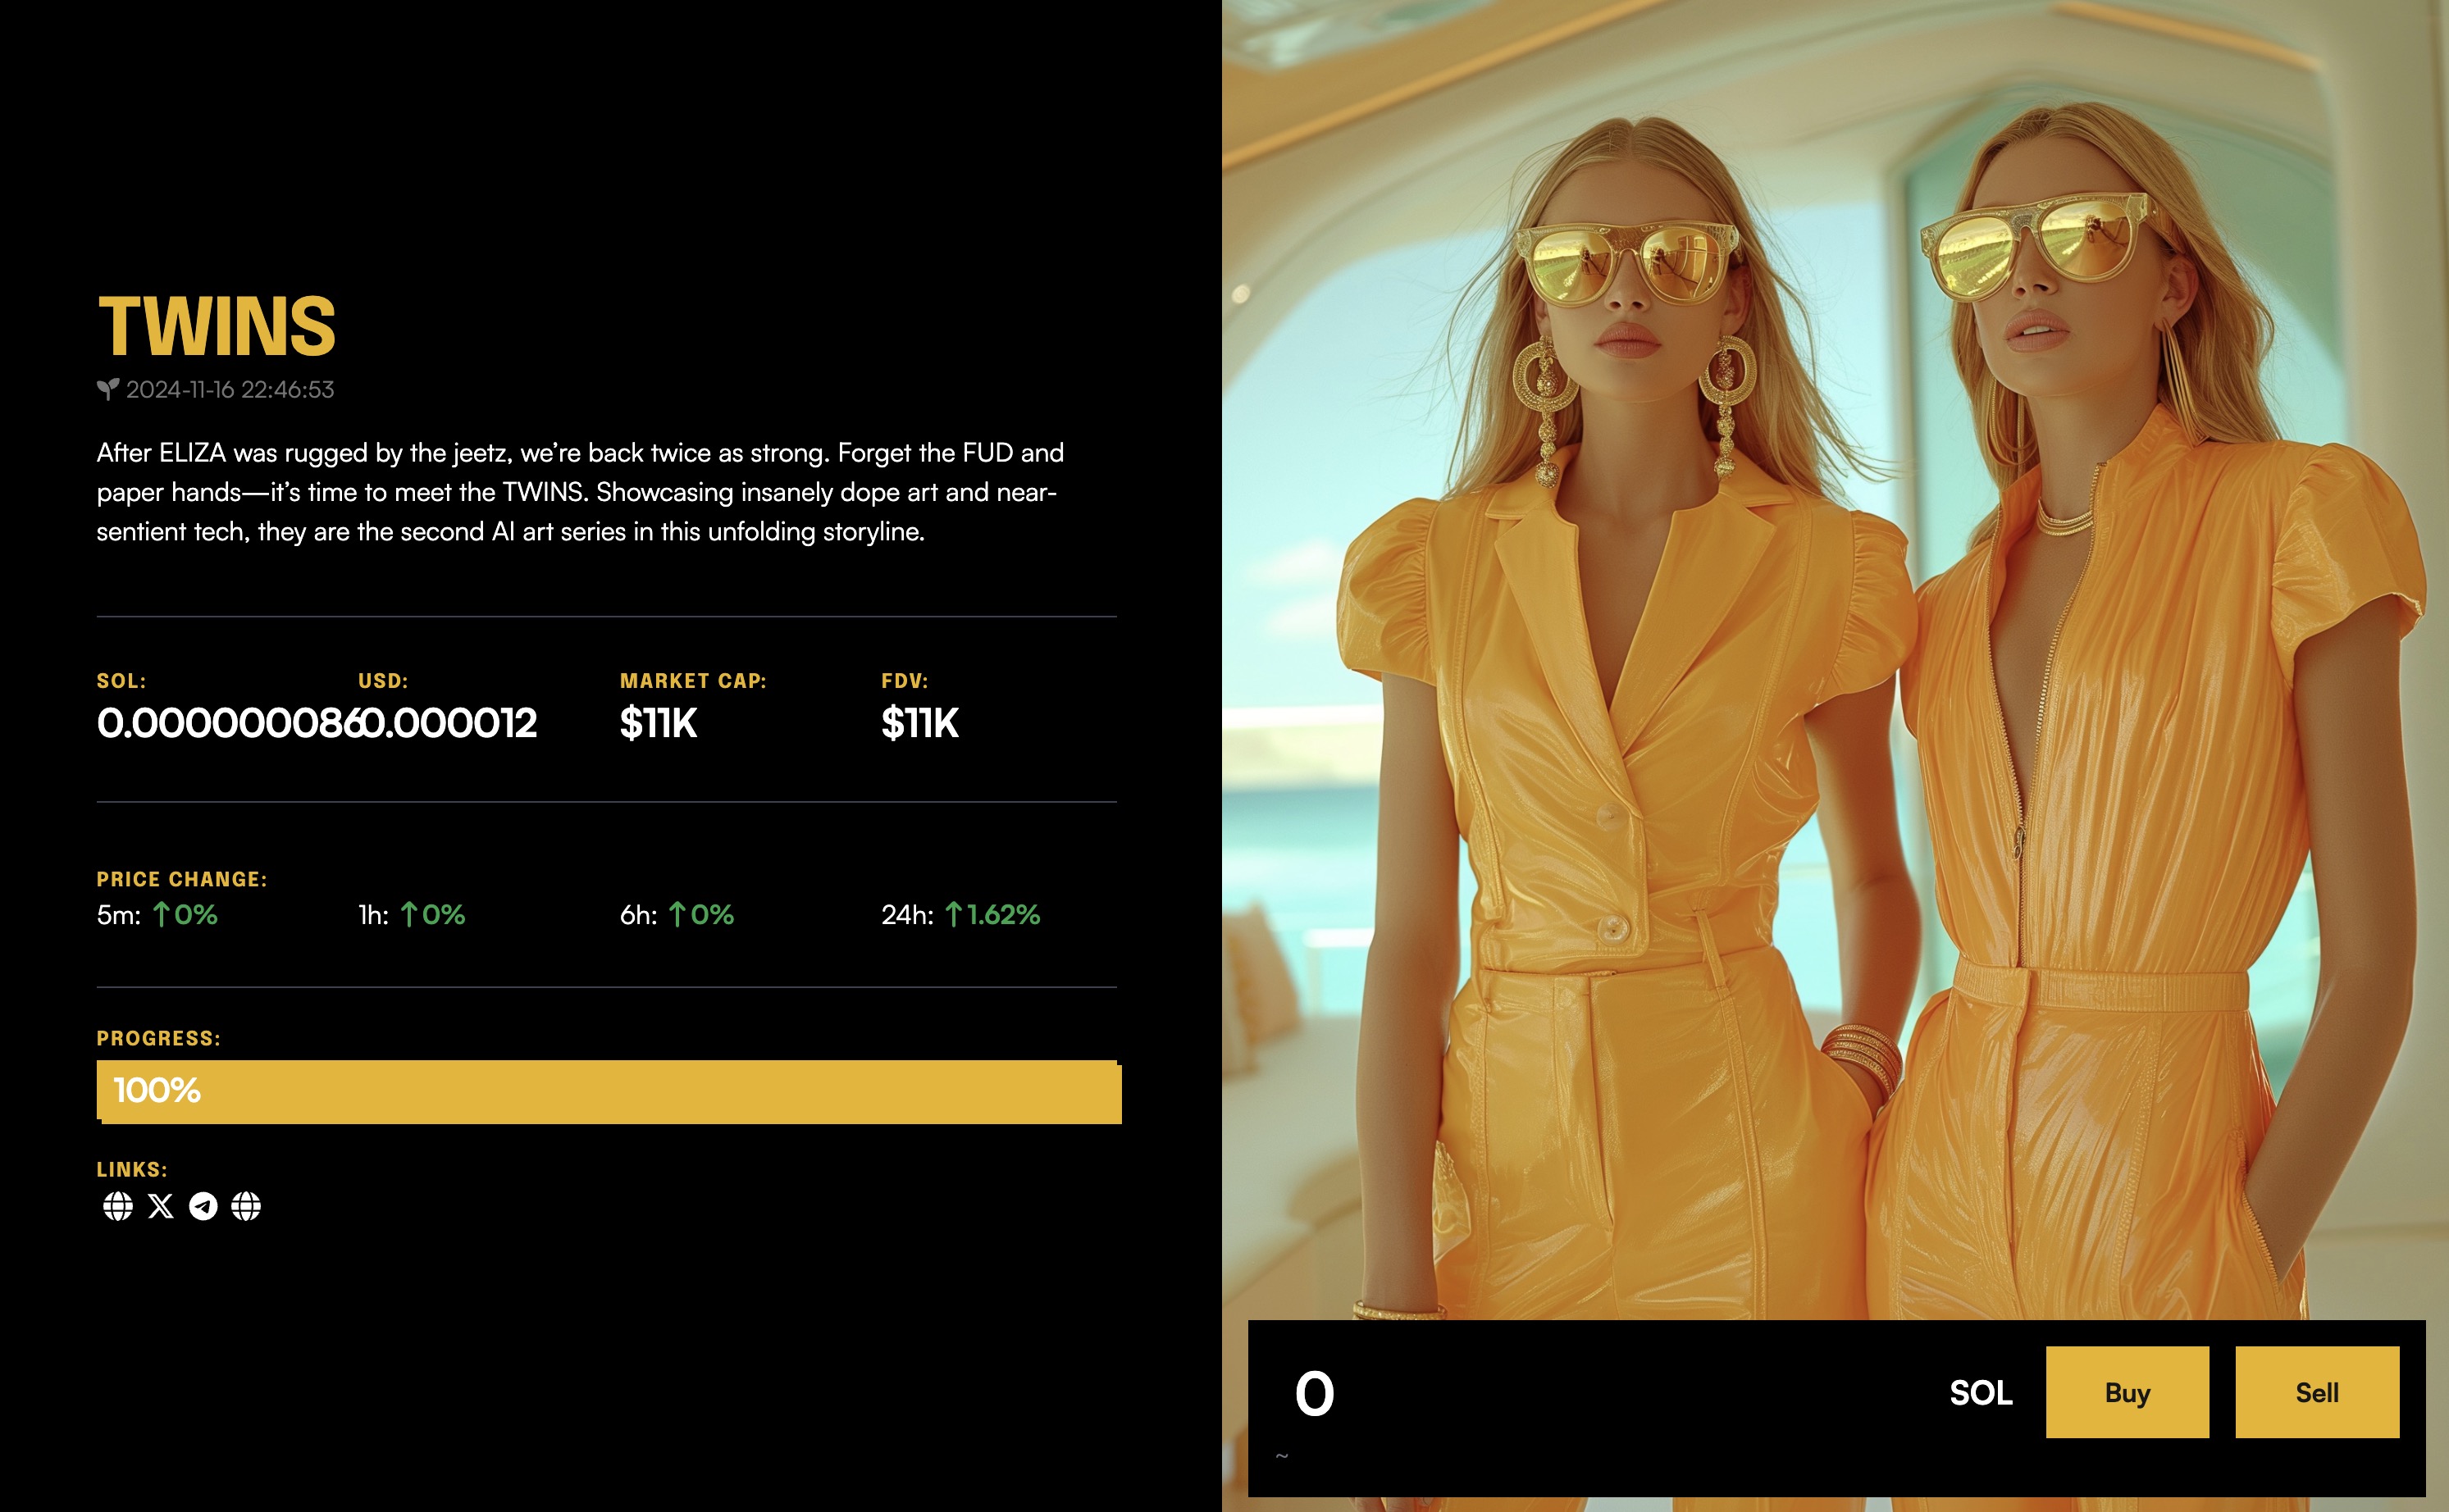 TWINS
2024-11-16 22:46:53
After ELIZA was rugged by the jeetz, we’re back twice as strong. Forget the FUD and
paper hands—it’s time to meet the TWINS. Showcasing insanely dope art and near-
sentient tech, they are the second AI art series in this unfolding storyline.
SOL: USD: MARKET CAP: FDV:
0.0000000086 0.000012 $11K $11K
PRICE CHANGE:
5m: ↑0% 1h: ↑0% 6h: ↑0% 24h: ↑1.62%
PROGRESS:
100%
LINKS:
0 SOL Buy Sell
~